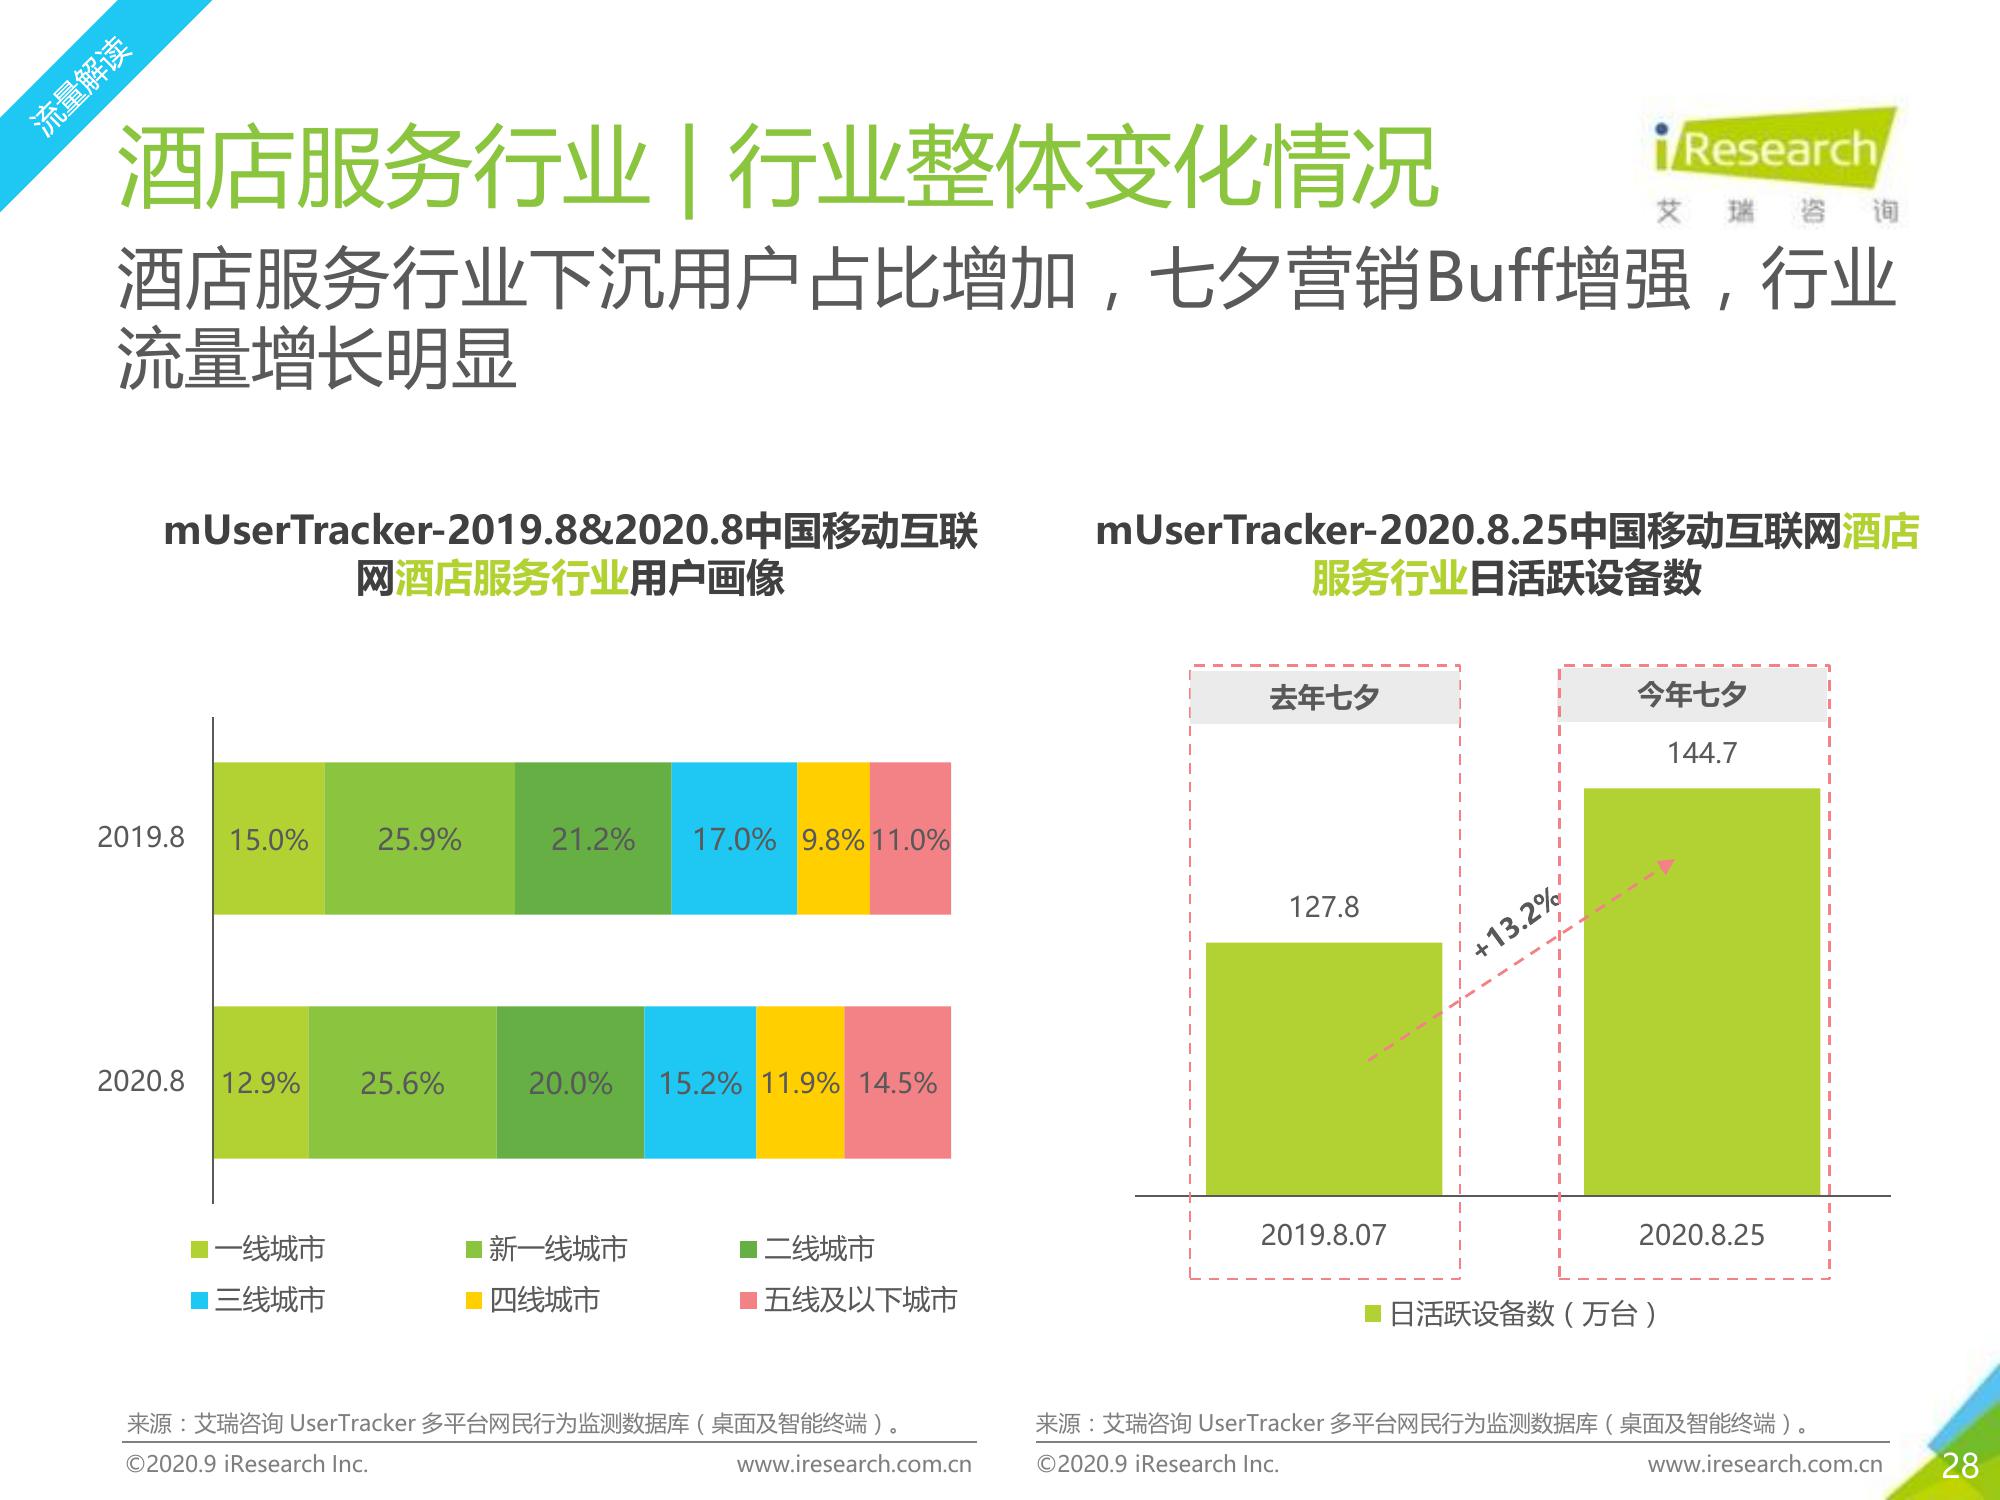 流量解读
酒店服务行业 | 行业整体变化情况
iResearch
艾瑞咨询
酒店服务行业下沉用户占比增加，七夕营销Buff增强，行业
流量增长明显
mUserTracker-2019.8&2020.8中国移动互联
网酒店服务行业用户画像
2019.8
15.0% 25.9% 21.2% 17.0% 9.8% 11.0%
2020.8
12.9% 25.6% 20.0% 15.2% 11.9% 14.5%
一线城市 新一线城市 二线城市
三线城市 四线城市 五线及以下城市
来源：艾瑞咨询 UserTracker 多平台网民行为监测数据库（桌面及智能终端）。
©2020.9 iResearch Inc. www.iresearch.com.cn
mUserTracker-2020.8.25中国移动互联网酒店
服务行业日活跃设备数
去年七夕 今年七夕
144.7
127.8
+13.2%
2019.8.07 2020.8.25
日活跃设备数（万台）
来源：艾瑞咨询 UserTracker 多平台网民行为监测数据库（桌面及智能终端）。
©2020.9 iResearch Inc. www.iresearch.com.cn
28